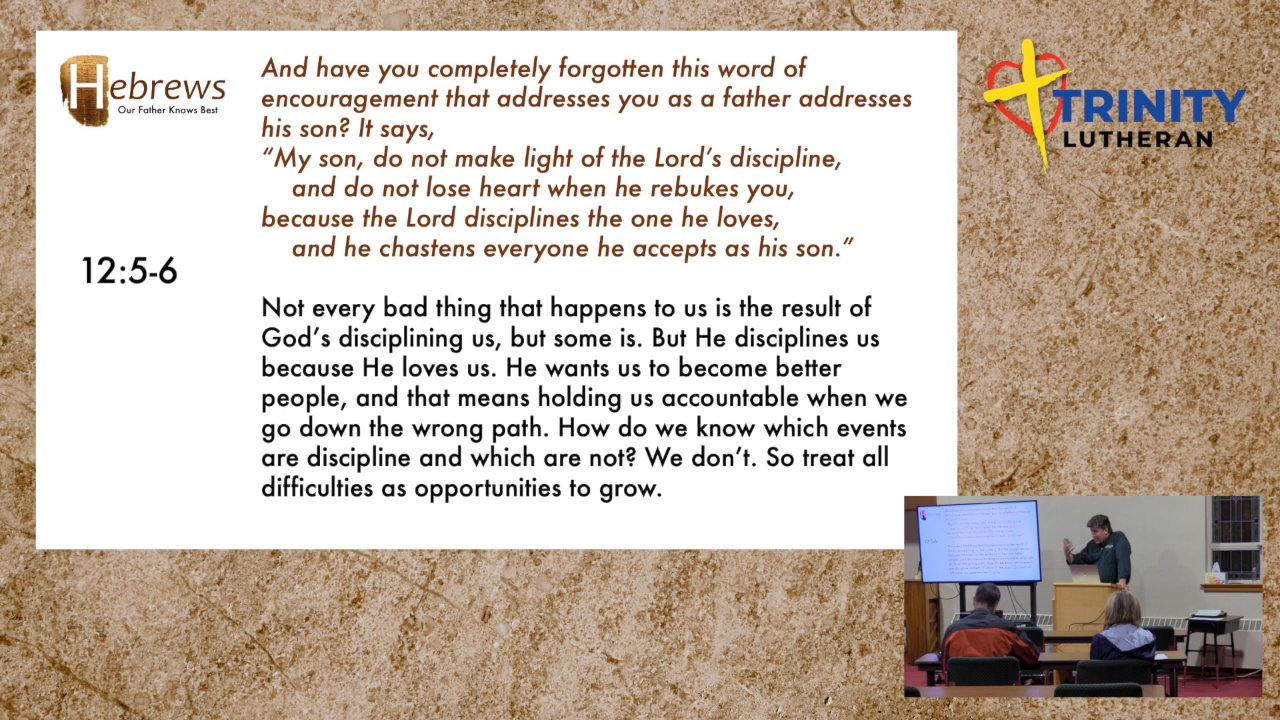 Hebrews
Our Father Knows Best
12:5-6
And have you completely forgotten this word of
encouragement that addresses you as a father addresses
his son? It says,
“My son, do not make light of the Lord’s discipline,
and do not lose heart when he rebukes you,
because the Lord disciplines the one he loves,
and he chastens everyone he accepts as his son.”
Not every bad thing that happens to us is the result of
God’s disciplining us, but some is. But He disciplines us
because He loves us. He wants us to become better
people, and that means holding us accountable when we
go down the wrong path. How do we know which events
are discipline and which are not? We don’t. So treat all
difficulties as opportunities to grow.
TRINITY
LUTHERAN